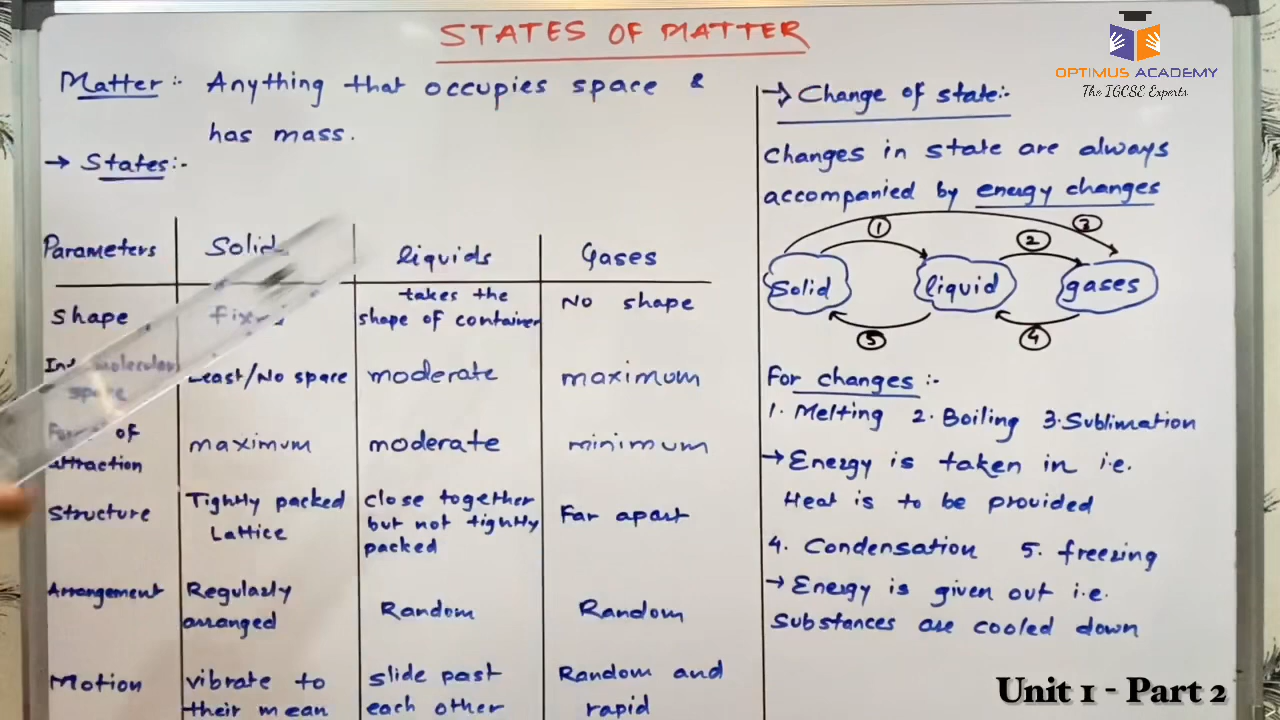 STATES OF MATTER
OPTIMUS ACADEMY
The IGCSE Experts
Matter :- Anything that occupies space &
has mass.
→ States:-
Parameters Solid liquids Gases
Shape fixed takes the shape of container No shape
space Least/No space moderate maximum
of attraction maximum moderate minimum
Structure Tightly packed Lattice close together but not tightly packed Far apart
Arrangement Regularly arranged Random Random
Motion vibrate to their mean slide past each other Random and rapid
→ Change of state:-
Changes in state are always
accompanied by energy changes
1 2 3
Solid liquid gases
5 4
For changes :-
1. Melting 2. Boiling 3. Sublimation
→ Energy is taken in i.e.
Heat is to be provided
4. Condensation 5. freezing
→ Energy is given out i.e.
Substances are cooled down
Unit 1 - Part 2